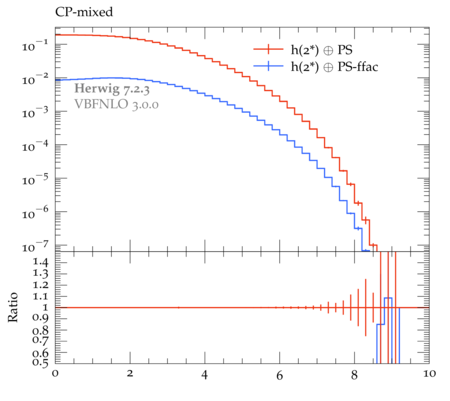 CP-mixed
h(2*) ⊕ PS
h(2*) ⊕ PS-ffac
Herwig 7.2.3
VBFNLO 3.0.0
10⁻¹
10⁻²
10⁻³
10⁻⁴
10⁻⁵
10⁻⁶
10⁻⁷
1.4
1.3
1.2
1.1
1
0.9
0.8
0.7
0.6
0.5
Ratio
0 2 4 6 8 10